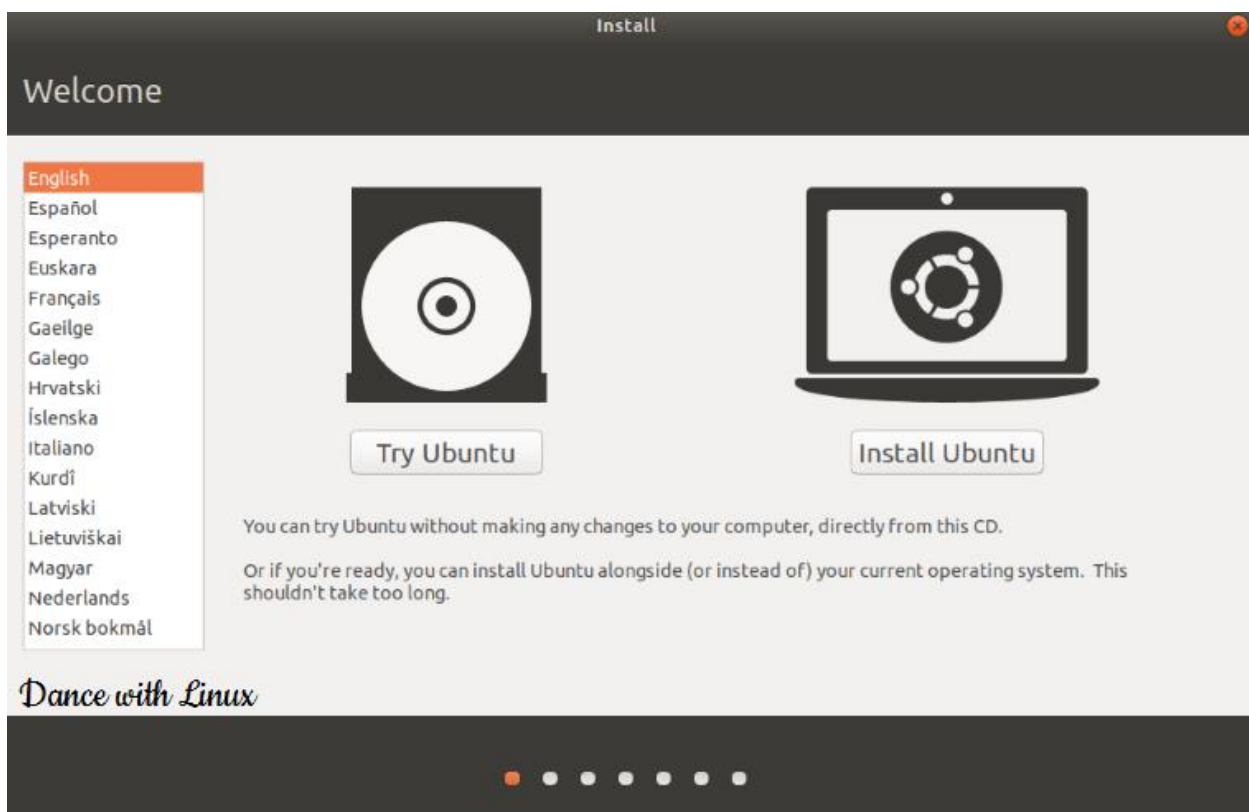 Install
Welcome
English
Español
Esperanto
Euskara
Français
Gaeilge
Galego
Hrvatski
Íslenska
Italiano
Kurdî
Latviski
Lietuviškai
Magyar
Nederlands
Norsk bokmål
Try Ubuntu
Install Ubuntu
You can try Ubuntu without making any changes to your computer, directly from this CD.
Or if you're ready, you can install Ubuntu alongside (or instead of) your current operating system. This
shouldn't take too long.
Dance with Linux